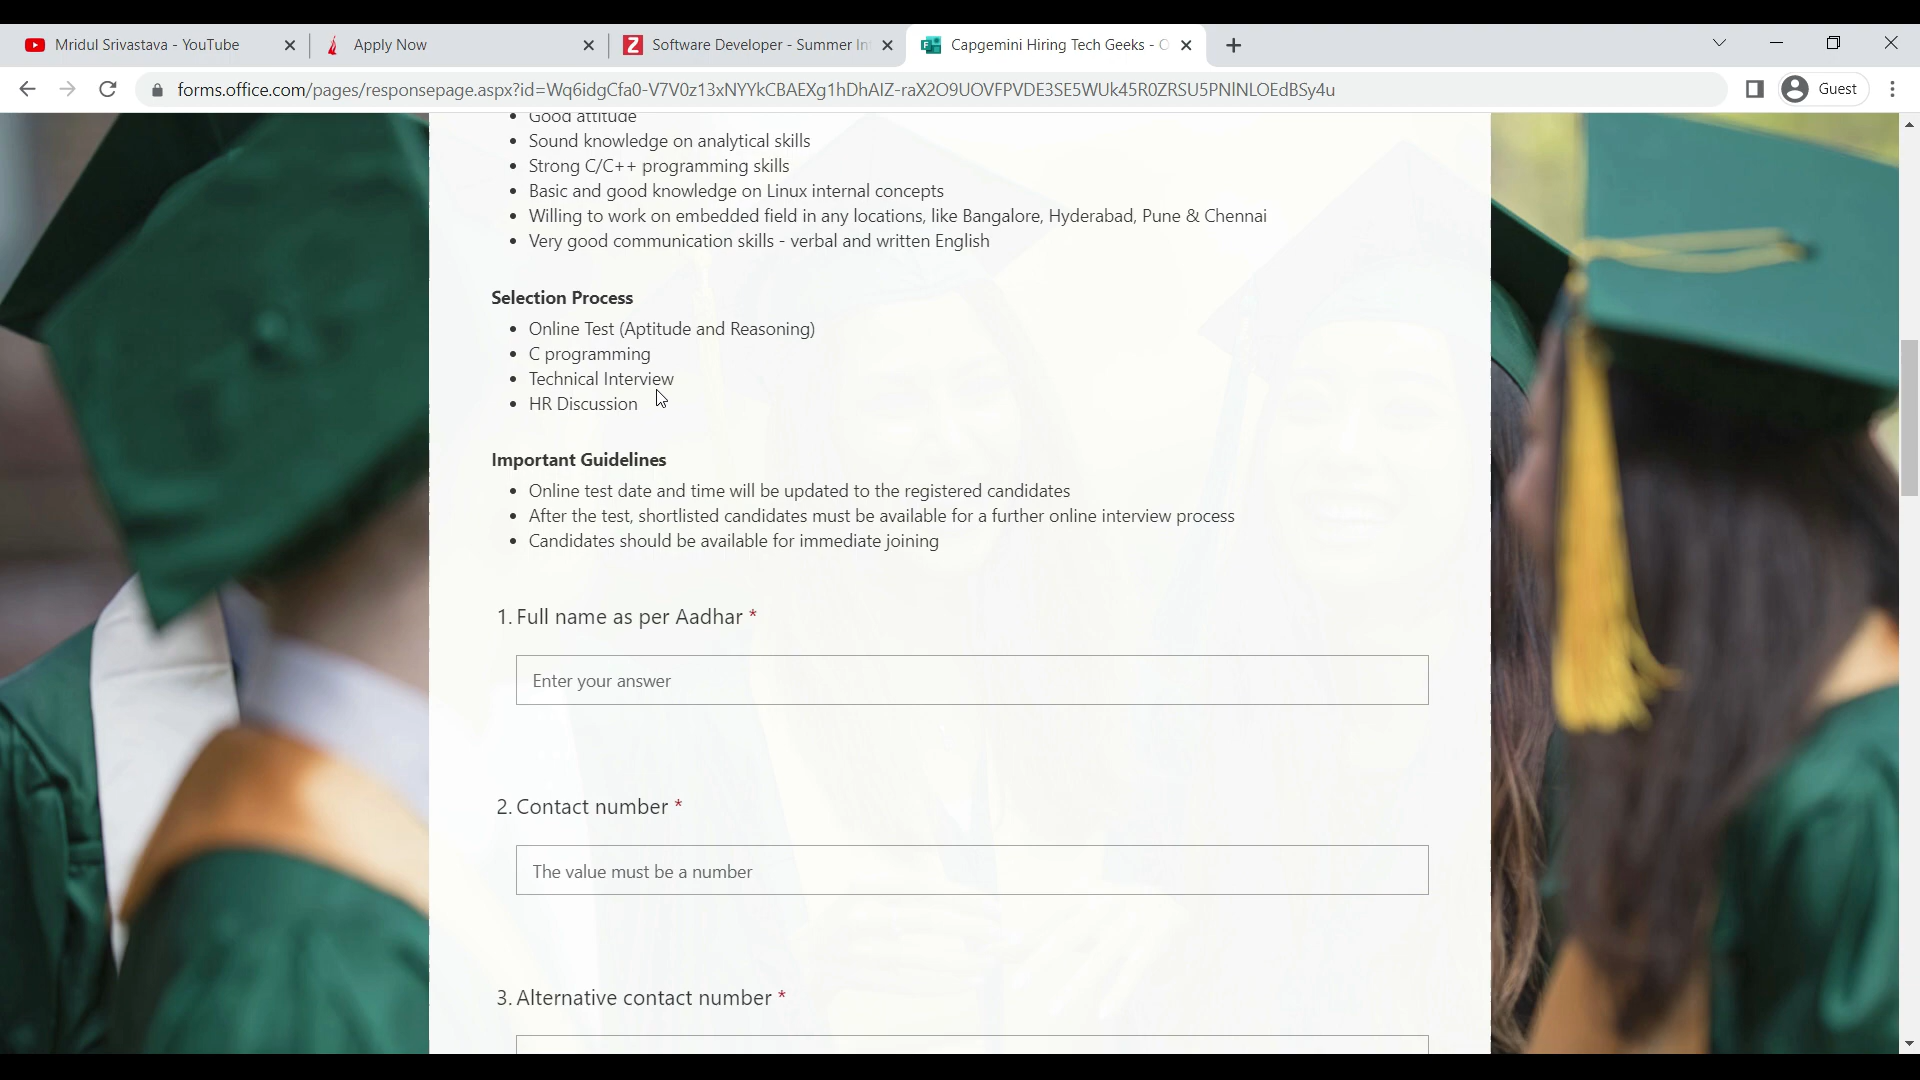 Mridul Srivastava - YouTube
Apply Now
Software Developer - Summer In
Capgemini Hiring Tech Geeks - O
forms.office.com/pages/responsepage.aspx?id=Wq6idgCfa0-V7V0z13xNYYkCBAEXg1hDhAIZ-raX2O9UOVFPVDE3SE5WUk45R0ZRSU5PNlNLOEdBSy4u
Guest
Good attitude
• Sound knowledge on analytical skills
• Strong C/C++ programming skills
• Basic and good knowledge on Linux internal concepts
• Willing to work on embedded field in any locations, like Bangalore, Hyderabad, Pune & Chennai
• Very good communication skills - verbal and written English
Selection Process
• Online Test (Aptitude and Reasoning)
• C programming
• Technical Interview
• HR Discussion
Important Guidelines
• Online test date and time will be updated to the registered candidates
• After the test, shortlisted candidates must be available for a further online interview process
• Candidates should be available for immediate joining
1. Full name as per Aadhar *
Enter your answer
2. Contact number *
The value must be a number
3. Alternative contact number *